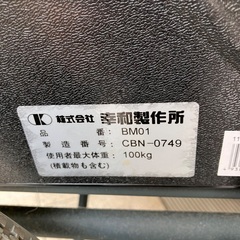 K 株式会社 幸和製作所
品番：BM01
製造番号：CBN-0749
使用者最大体重：100kg
(積載物も含む)